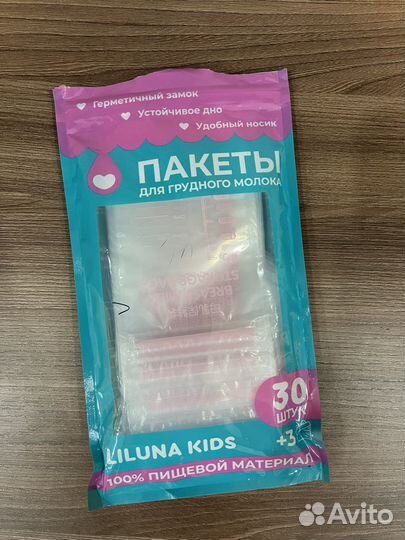 Герметичный замок
Устойчивое дно
Удобный носик
ПАКЕТЫ
ДЛЯ ГРУДНОГО МОЛОКА
30
ШТУК
+3
LILUNA KIDS
100% ПИЩЕВОЙ МАТЕРИАЛ
Avito